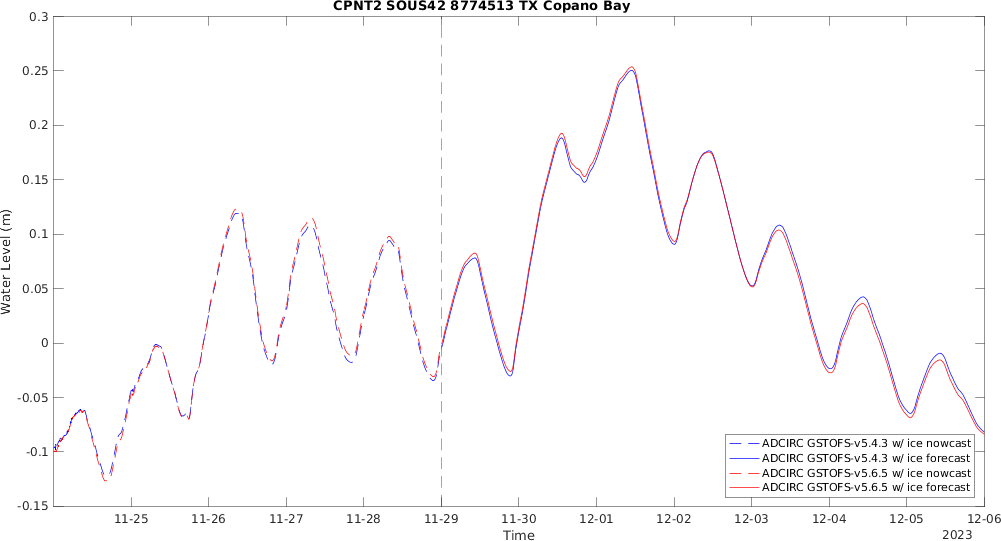 CPNT2 SOUS42 8774513 TX Copano Bay
0.3
0.25
0.2
0.15
0.1
0.05
0
-0.05
-0.1
-0.15
Water Level (m)
ADCIRC GSTOFS-v5.4.3 w/ ice nowcast
ADCIRC GSTOFS-v5.4.3 w/ ice forecast
ADCIRC GSTOFS-v5.6.5 w/ ice nowcast
ADCIRC GSTOFS-v5.6.5 w/ ice forecast
11-25 11-26 11-27 11-28 11-29 11-30 12-01 12-02 12-03 12-04 12-05 12-06
Time
2023